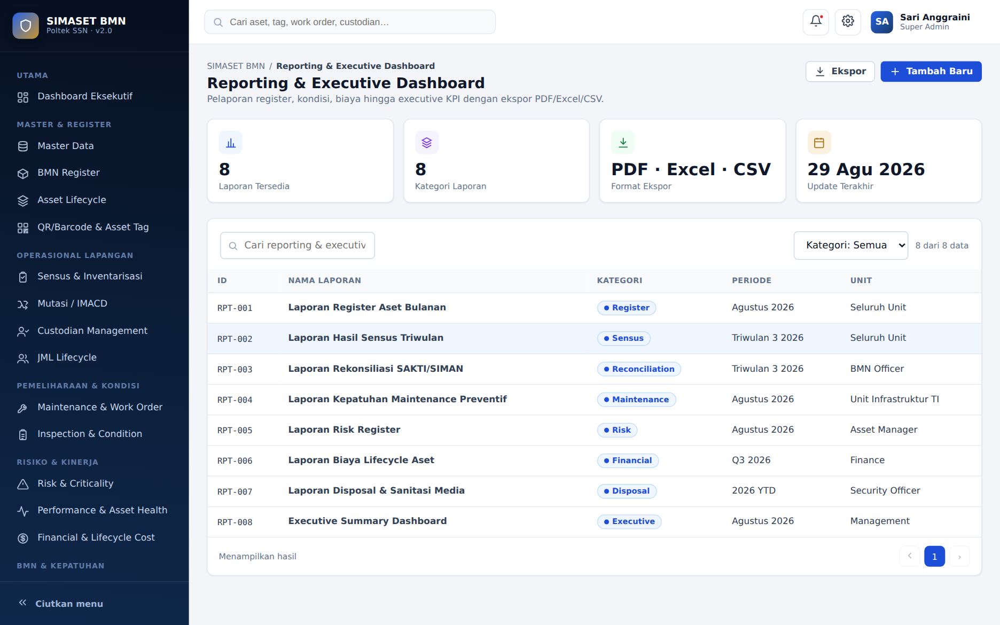 SIMASET BMN
Poltek SSN · v2.0
UTAMA
Dashboard Eksekutif
MASTER & REGISTER
Master Data
BMN Register
Asset Lifecycle
QR/Barcode & Asset Tag
OPERASIONAL LAPANGAN
Sensus & Inventarisasi
Mutasi / IMACD
Custodian Management
JML Lifecycle
PEMELIHARAAN & KONDISI
Maintenance & Work Order
Inspection & Condition
RISIKO & KINERJA
Risk & Criticality
Performance & Asset Health
Financial & Lifecycle Cost
BMN & KEPATUHAN
Ciutkan menu
Cari aset, tag, work order, custodian…
SA
Sari Anggraini
Super Admin
SIMASET BMN / Reporting & Executive Dashboard
Reporting & Executive Dashboard
Pelaporan register, kondisi, biaya hingga executive KPI dengan ekspor PDF/Excel/CSV.
Ekspor
Tambah Baru
8
Laporan Tersedia
8
Kategori Laporan
PDF · Excel · CSV
Format Ekspor
29 Agu 2026
Update Terakhir
Cari reporting & executiv
Kategori: Semua
8 dari 8 data
ID NAMA LAPORAN KATEGORI PERIODE UNIT
RPT-001 Laporan Register Aset Bulanan Register Agustus 2026 Seluruh Unit
RPT-002 Laporan Hasil Sensus Triwulan Sensus Triwulan 3 2026 Seluruh Unit
RPT-003 Laporan Rekonsiliasi SAKTI/SIMAN Reconciliation Triwulan 3 2026 BMN Officer
RPT-004 Laporan Kepatuhan Maintenance Preventif Maintenance Agustus 2026 Unit Infrastruktur TI
RPT-005 Laporan Risk Register Risk Agustus 2026 Asset Manager
RPT-006 Laporan Biaya Lifecycle Aset Financial Q3 2026 Finance
RPT-007 Laporan Disposal & Sanitasi Media Disposal 2026 YTD Security Officer
RPT-008 Executive Summary Dashboard Executive Agustus 2026 Management
Menampilkan hasil
1 ›